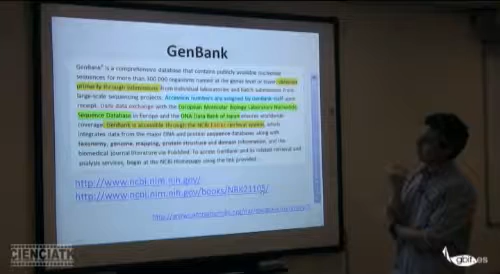 GenBank
GenBank® is a comprehensive database that contains publicly available nucleotide
sequences for more than 300 000 organisms named at the genus level or lower, obtained
primarily through submissions from individual laboratories and batch submissions from
large-scale sequencing projects. Accession numbers are assigned by GenBank staff upon
receipt. Daily data exchange with the European Molecular Biology Laboratory Nucleotide
Sequence Database in Europe and the DNA Data Bank of Japan ensures worldwide
coverage. GenBank is accessible through the NCBI Entrez retrieval system, which
integrates data from the major DNA and protein sequence databases along with
taxonomy, genome, mapping, protein structure and domain information, and the
biomedical journal literature via PubMed. To access GenBank and its related retrieval and
analysis services, begin at the NCBI Homepage using the link provided...
http://www.ncbi.nlm.nih.gov/
http://www.ncbi.nlm.nih.gov/books/NBK21105/
CIENCIATK
gbif.es